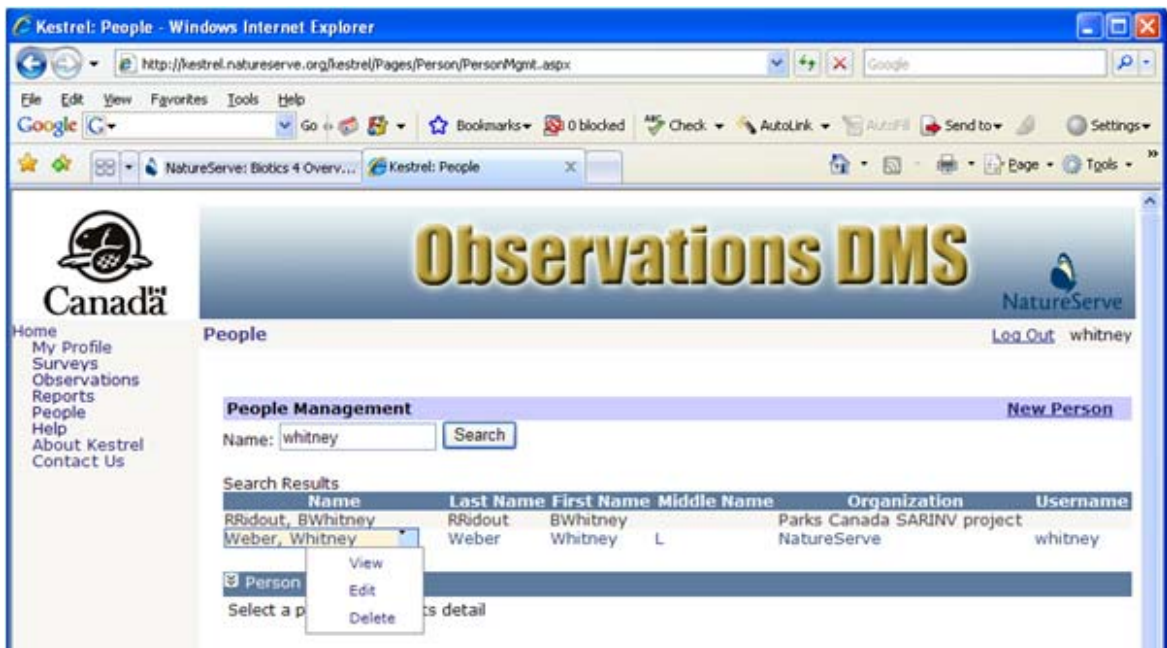 Kestrel: People - Windows Internet Explorer
http://kestrel.natureserve.org/kestrel/Pages/Person/PersonMgmt.aspx Google
File Edit View Favorites Tools Help
Google G Go Bookmarks 0 blocked Check AutoLink AutoFill Send to Settings
NatureServe: Biotics 4 Overv... Kestrel: People X Page Tools »
Canada Observations DMS NatureServe
Home People Log Out whitney
My Profile
Surveys
Observations
Reports
People
Help
About Kestrel
Contact Us
People Management New Person
Name: whitney Search
Search Results
Name Last Name First Name Middle Name Organization Username
RRidout, BWhitney RRidout BWhitney Parks Canada SARINV project
Weber, Whitney Weber Whitney L NatureServe whitney
View
Person
Edit
Select a p ts detail
Delete